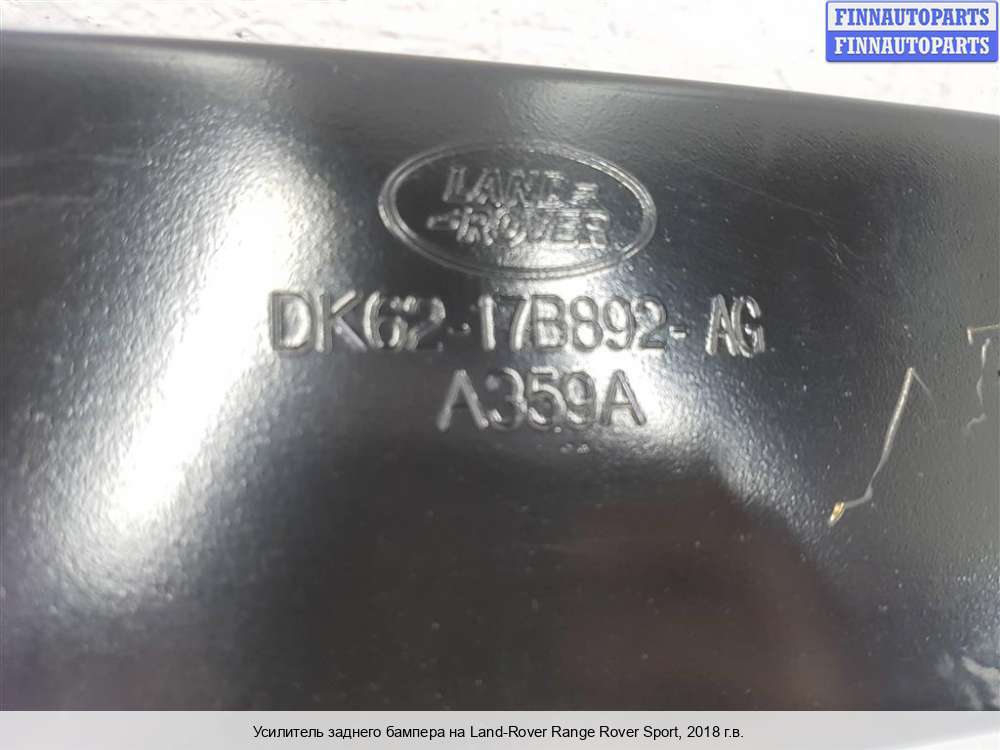 FINNAUTOPARTS
FINNAUTOPARTS
LAND
ROVER
DK62-17B892-AG
A359A
Усилитель заднего бампера на Land-Rover Range Rover Sport, 2018 г.в.